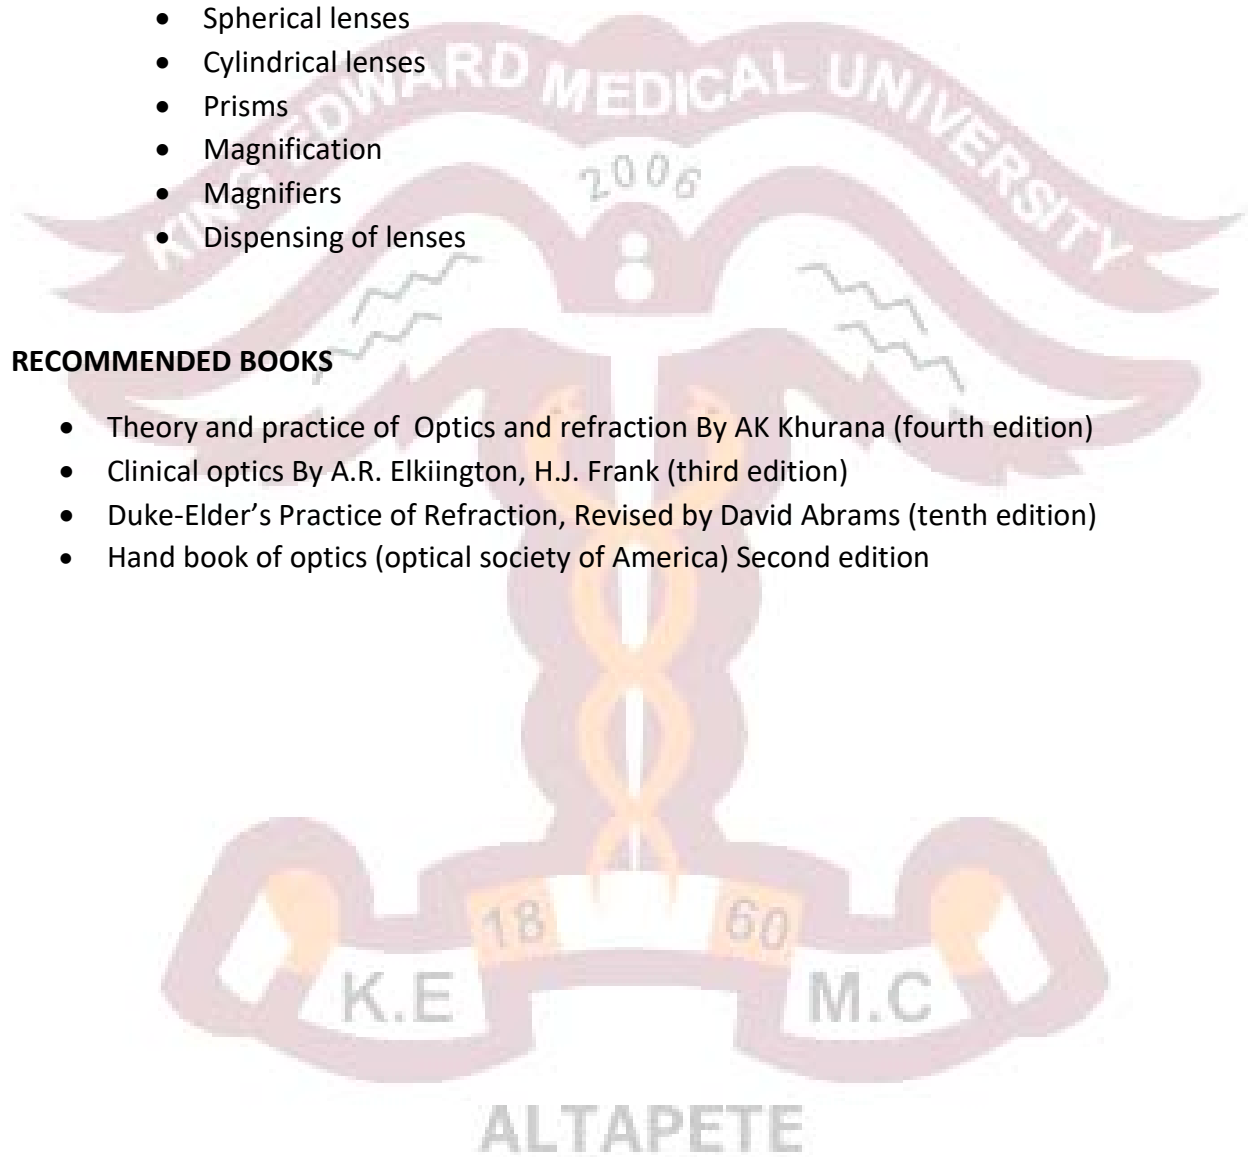 • Spherical lenses
• Cylindrical lenses
• Prisms
• Magnification
• Magnifiers
• Dispensing of lenses
KING EDWARD MEDICAL UNIVERSITY
2006
RECOMMENDED BOOKS
• Theory and practice of Optics and refraction By AK Khurana (fourth edition)
• Clinical optics By A.R. Elkiington, H.J. Frank (third edition)
• Duke-Elder’s Practice of Refraction, Revised by David Abrams (tenth edition)
• Hand book of optics (optical society of America) Second edition
18 60
K.E M.C
ALTAPETE